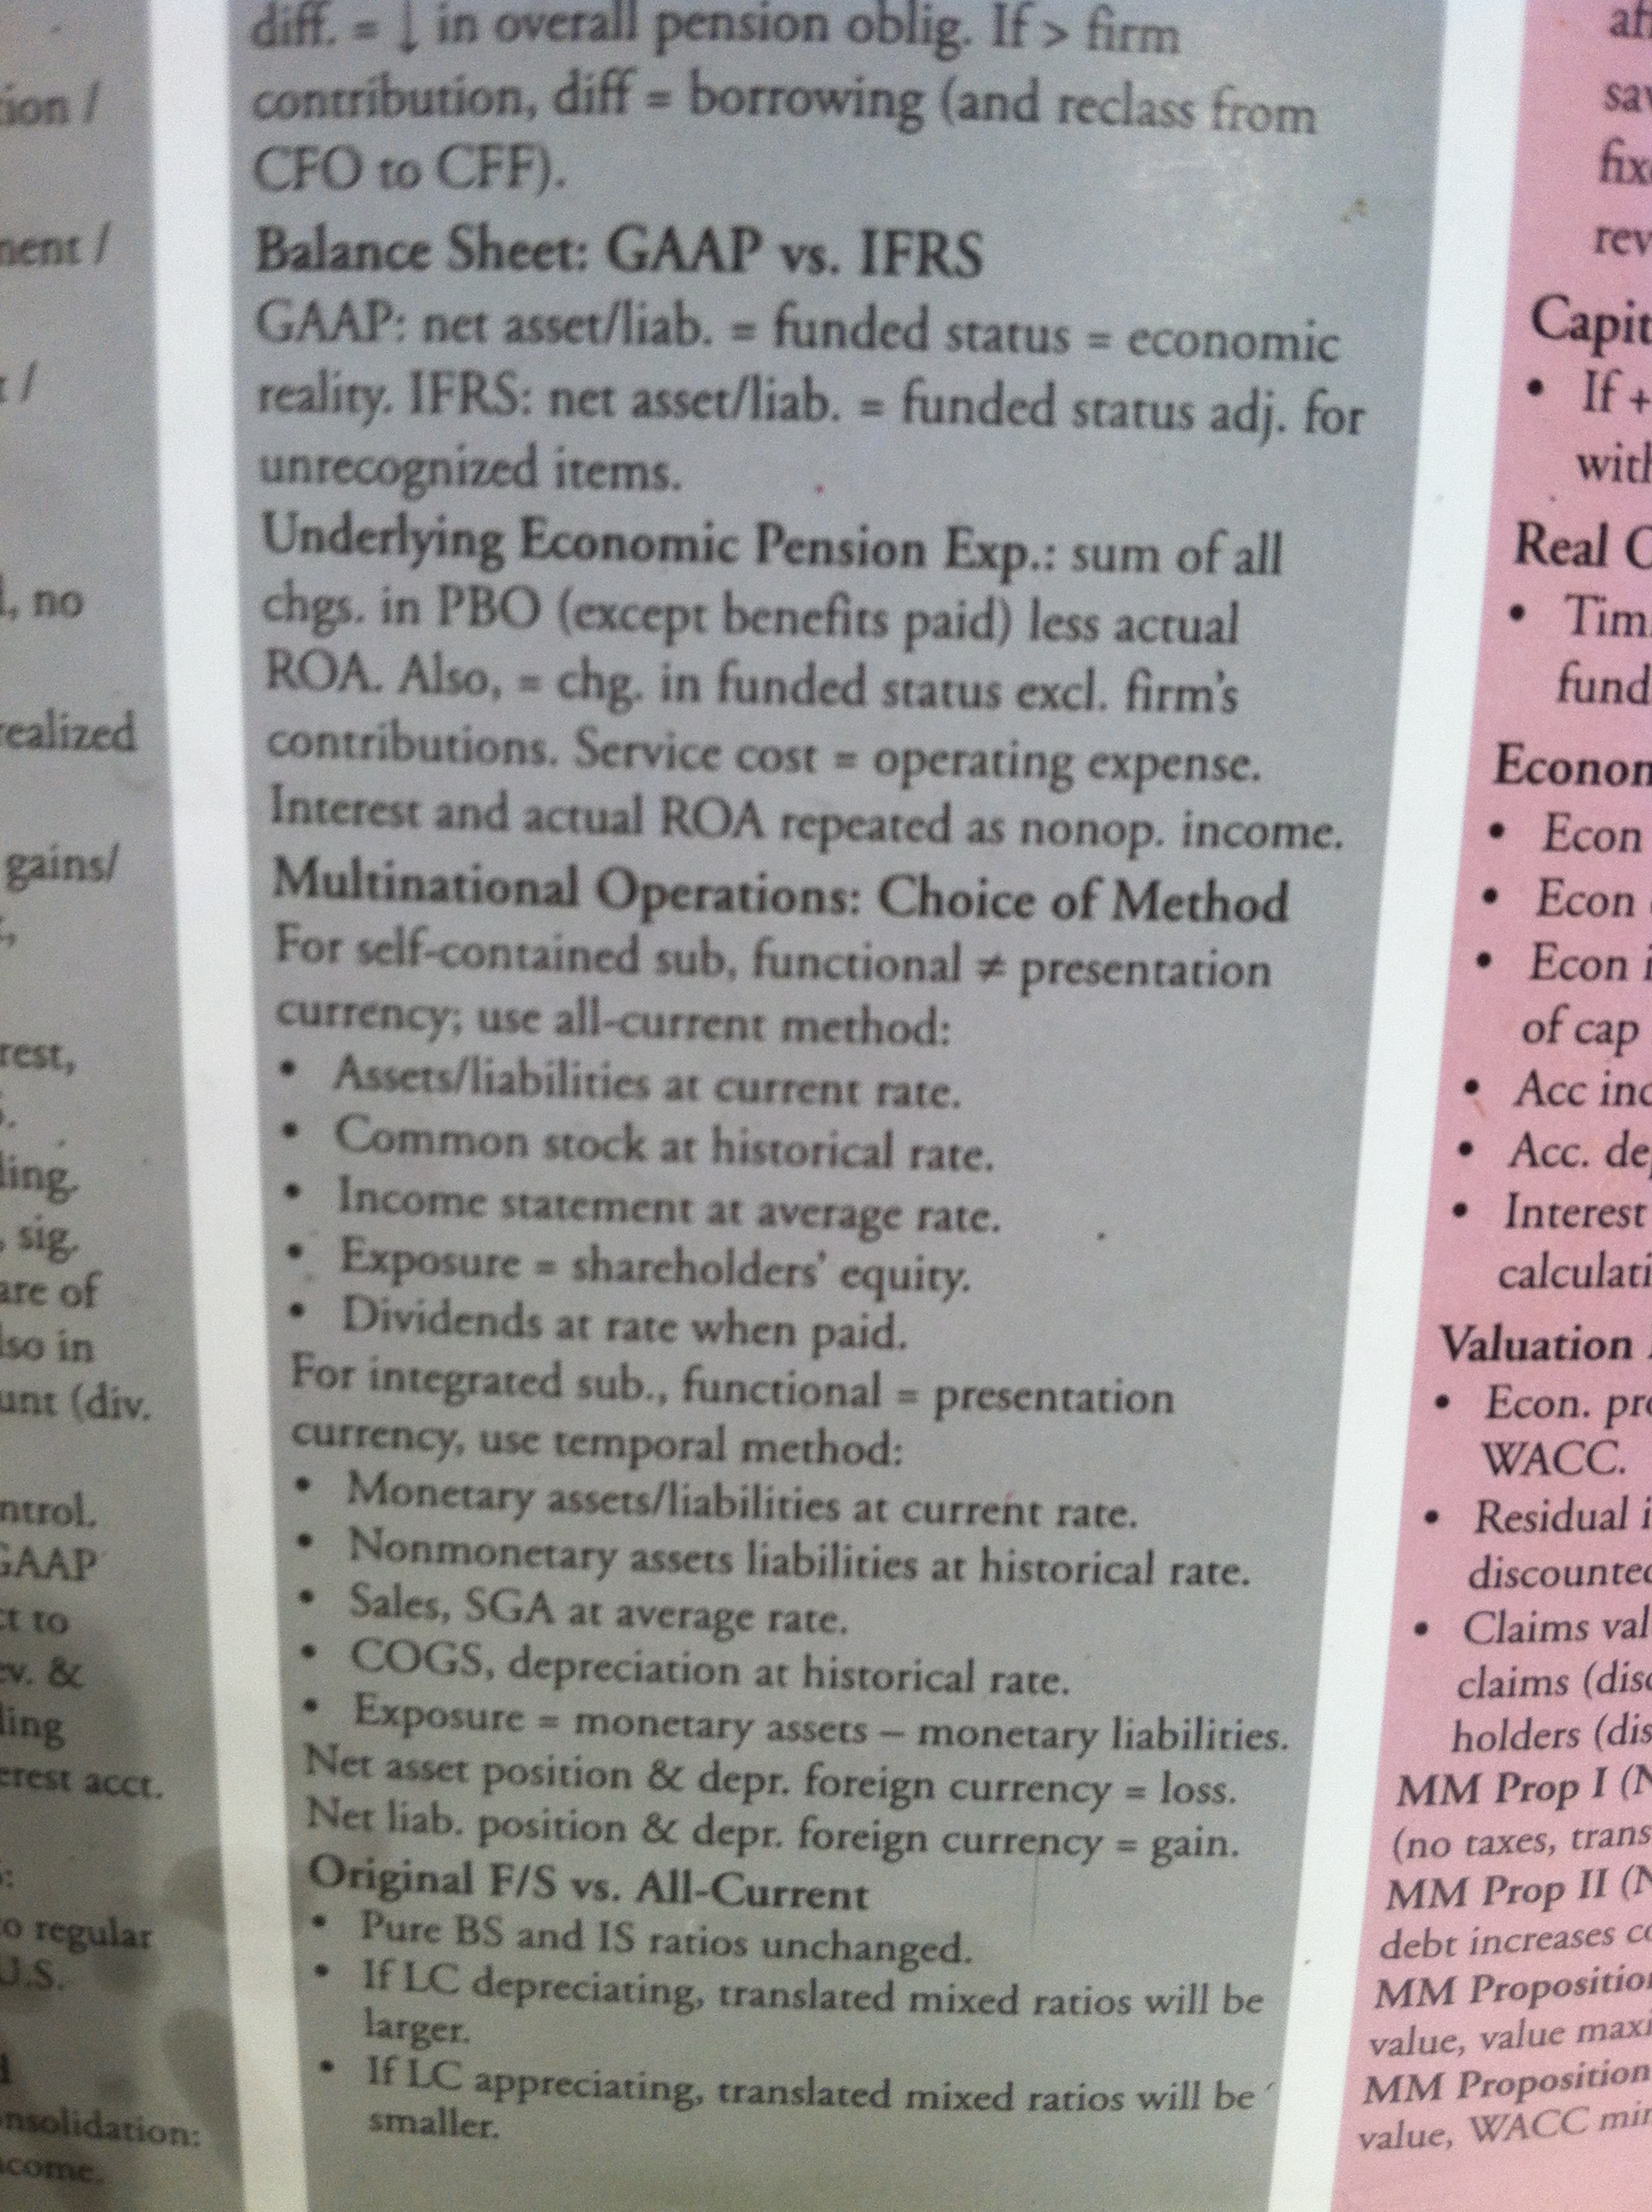 ion /
nent /
t /
l, no
realized
gains/
rest,
ling.
, sig.
are of
lso in
unt (div.
ntrol.
GAAP
ct to
ev. &
ling
erest acct.
o regular
U.S.
nsolidation:
ncome.
diff. = ↓ in overall pension oblig. If > firm
contribution, diff = borrowing (and reclass from
CFO to CFF).
Balance Sheet: GAAP vs. IFRS
GAAP: net asset/liab. = funded status = economic
reality. IFRS: net asset/liab. = funded status adj. for
unrecognized items.
Underlying Economic Pension Exp.: sum of all
chgs. in PBO (except benefits paid) less actual
ROA. Also, = chg. in funded status excl. firm's
contributions. Service cost = operating expense.
Interest and actual ROA repeated as nonop. income.
Multinational Operations: Choice of Method
For self-contained sub, functional ≠ presentation
currency; use all-current method:
• Assets/liabilities at current rate.
• Common stock at historical rate.
• Income statement at average rate.
• Exposure = shareholders' equity.
• Dividends at rate when paid.
For integrated sub., functional = presentation
currency, use temporal method:
• Monetary assets/liabilities at current rate.
• Nonmonetary assets liabilities at historical rate.
• Sales, SGA at average rate.
• COGS, depreciation at historical rate.
• Exposure = monetary assets – monetary liabilities.
Net asset position & depr. foreign currency = loss.
Net liab. position & depr. foreign currency = gain.
Original F/S vs. All-Current
• Pure BS and IS ratios unchanged.
• If LC depreciating, translated mixed ratios will be
larger.
• If LC appreciating, translated mixed ratios will be
smaller.
af
sav
fixe
rev
Capit
• If +
with
Real C
• Tim
fund
Econom
• Econ
• Econ
• Econ i
of cap
• Acc inc
• Acc. dep
• Interest
calculati
Valuation
• Econ. pro
WACC.
• Residual i
discounted
• Claims val
claims (disc
holders (dis
MM Prop I (N
(no taxes, trans
MM Prop II (N
debt increases co
MM Proposition
value, value maxi
MM Proposition
value, WACC min